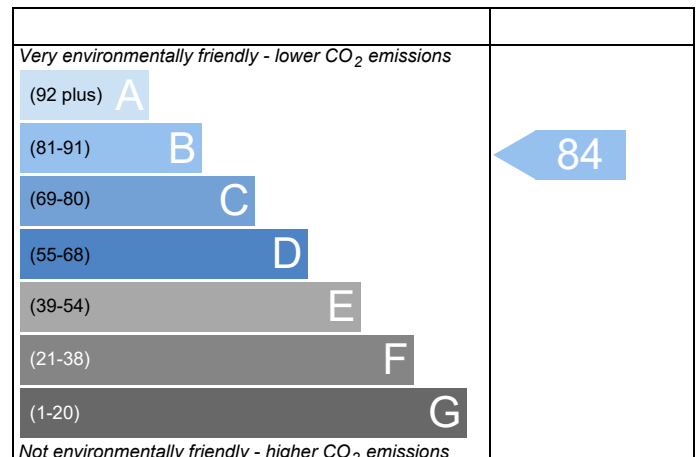 Very environmentally friendly - lower CO₂ emissions
(92 plus) A
(81-91) B
84
(69-80) C
(55-68) D
(39-54) E
(21-38) F
(1-20) G
Not environmentally friendly - higher CO₂ emissions